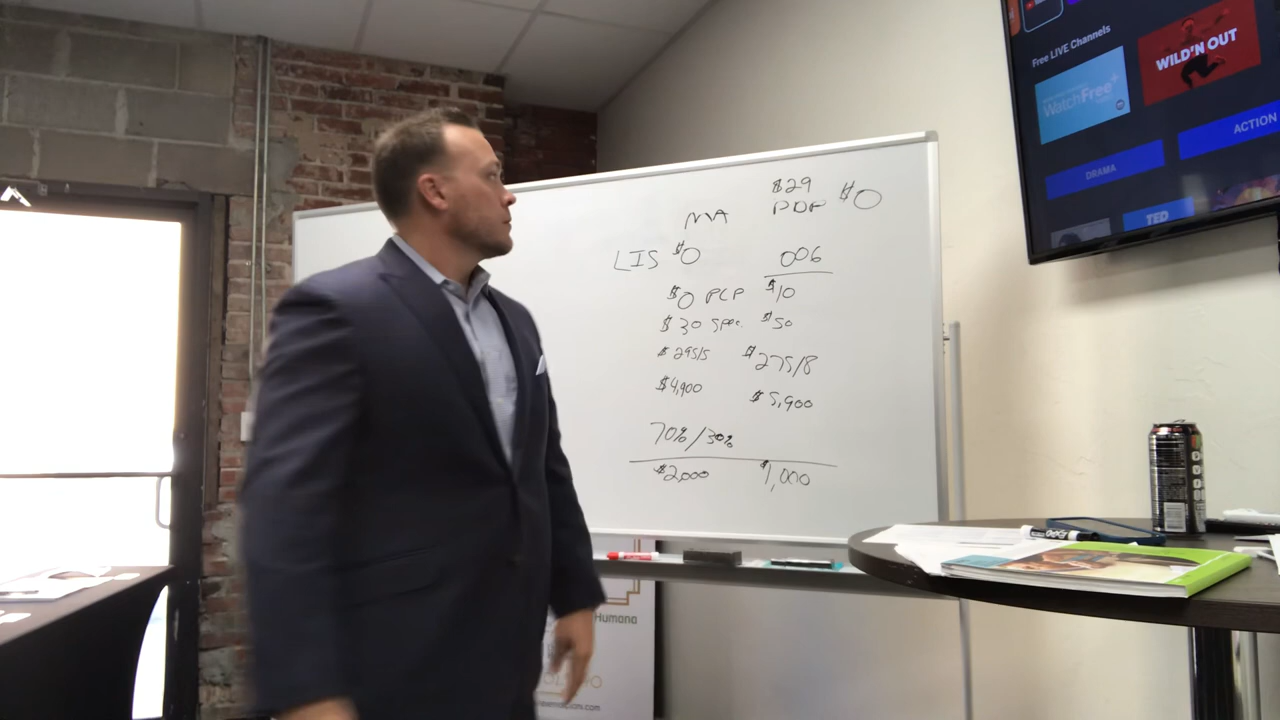 Free LIVE Channels
WatchFree+
WILD'N OUT
DRAMA
ACTION
TED
$29
MA PDP $0
LIS $0 006
$0 PCP $10
$30 Spec. $50
$295/5 $275/8
$4,900 $5,900
70%/30%
$2,000 $1,000
EXPO
Humana